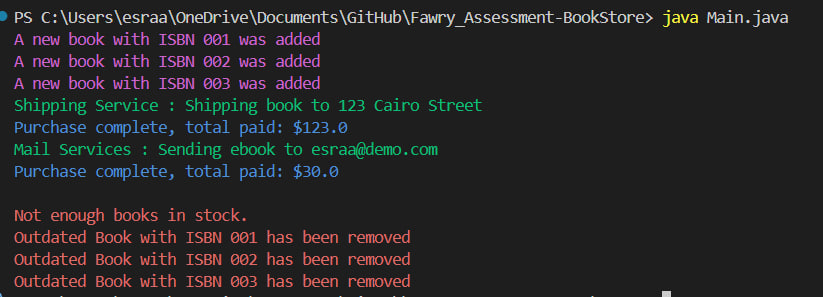 PS C:\Users\esraa\OneDrive\Documents\GitHub\Fawry_Assessment-BookStore> java Main.java
A new book with ISBN 001 was added
A new book with ISBN 002 was added
A new book with ISBN 003 was added
Shipping Service : Shipping book to 123 Cairo Street
Purchase complete, total paid: $123.0
Mail Services : Sending ebook to esraa@demo.com
Purchase complete, total paid: $30.0
Not enough books in stock.
Outdated Book with ISBN 001 has been removed
Outdated Book with ISBN 002 has been removed
Outdated Book with ISBN 003 has been removed